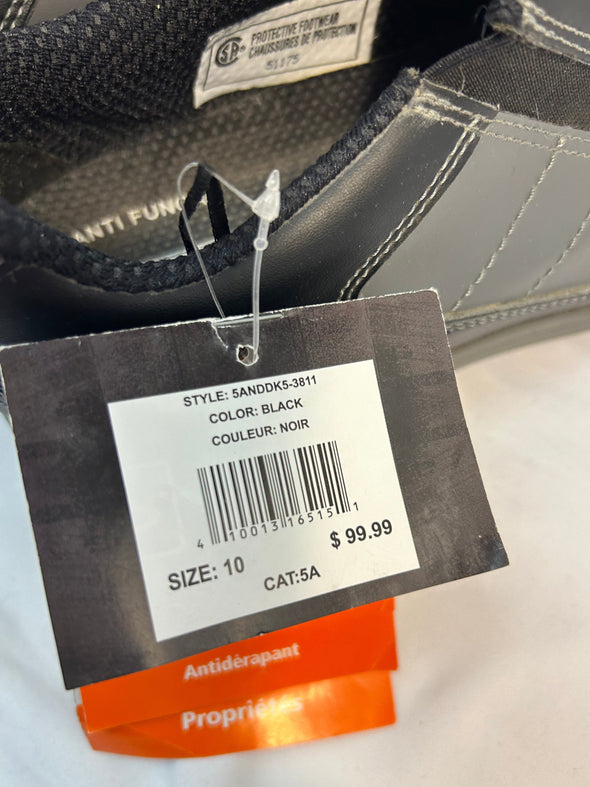 CSA
PROTECTIVE FOOTWEAR
CHAUSSURES DE PROTECTION
51175
ANTI FUNG
STYLE: 5ANDDK5-3811
COLOR: BLACK
COULEUR: NOIR
4 10013 16515 1
$ 99.99
SIZE: 10
CAT:5A
Antidérapant
Propriétés